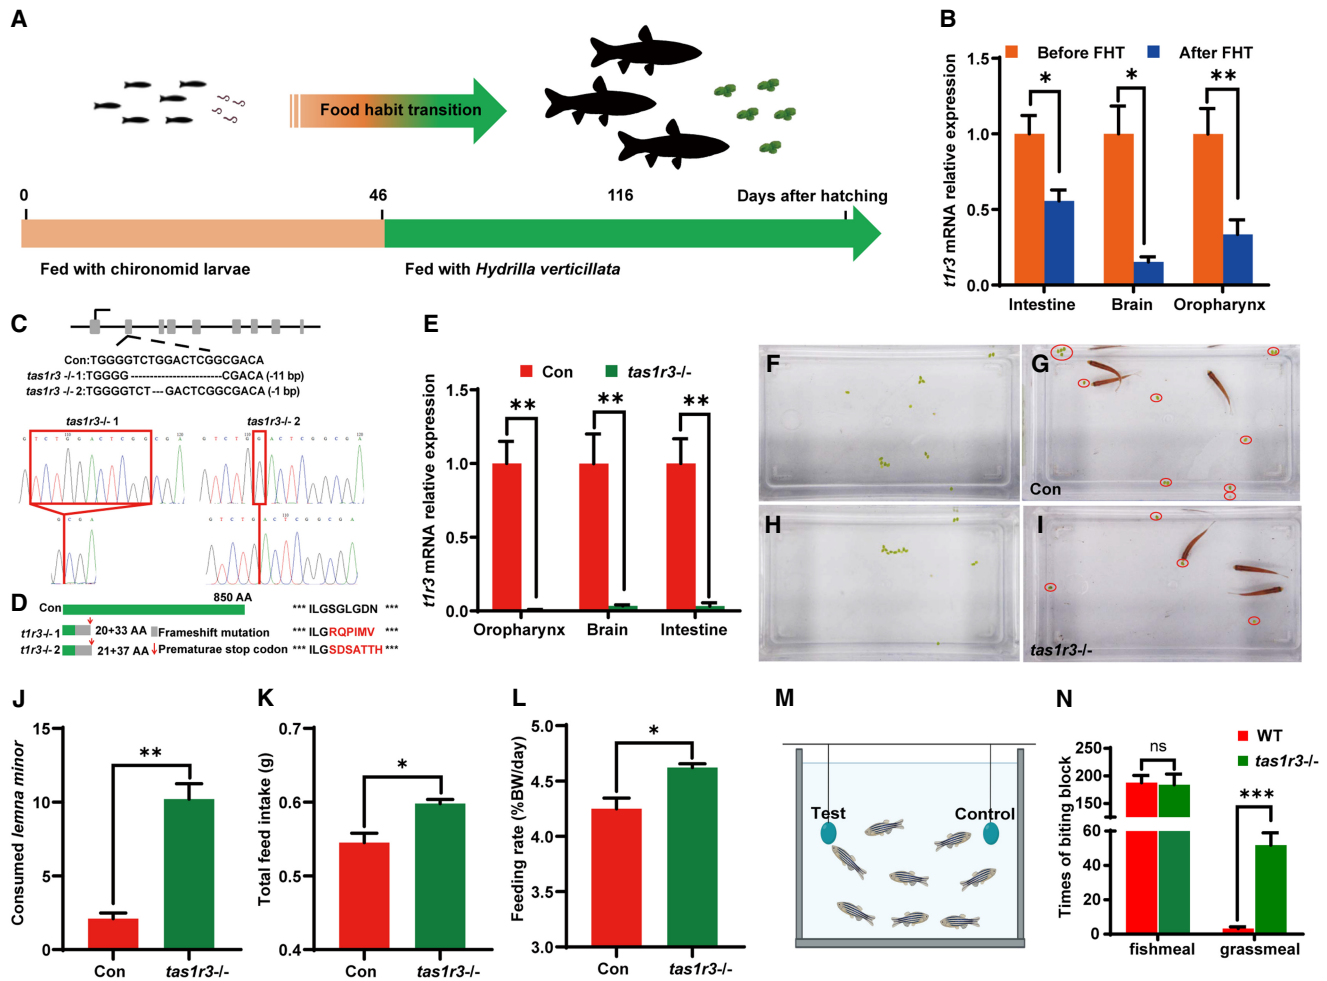 A
Food habit transition
0
46
116
Days after hatching
Fed with chironomid larvae
Fed with Hydrilla verticillata
B
Before FHT
After FHT
t1r3 mRNA relative expression
1.5
1.0
0.5
0.0
*
*
**
Intestine
Brain
Oropharynx
C
Con:TGGGGTCTGGACTCGGCGACA
tas1r3 -/- 1:TGGGG -----------------------CGACA (-11 bp)
tas1r3 -/- 2:TGGGGTCT---GACTCGGCGACA (-1 bp)
tas1r3-/- 1
tas1r3-/- 2
G T C T G G A C T C G G C G A
G T C T G G A C T C G G C G A
G C G A
G T C T G A C T C G G C G A
D
850 AA
Con
*** ILGSGLGDN ***
t1r3-/- 1
20+33 AA
Frameshift mutation
*** ILGRQPIMV ***
t1r3-/- 2
21+37 AA
Prematurae stop codon
*** ILGSDSATTH ***
E
Con
tas1r3-/-
t1r3 mRNA relative expression
1.5
1.0
0.5
0.0
**
**
**
Oropharynx
Brain
Intestine
F
G
Con
H
I
tas1r3-/-
J
Consumed lemna minor
15
10
5
0
**
Con
tas1r3-/-
K
Total feed intake (g)
0.7
0.6
0.5
0.4
*
Con
tas1r3-/-
L
Feeding rate (%BW/day)
5.0
4.5
4.0
3.5
3.0
*
Con
tas1r3-/-
M
Test
Control
N
WT
tas1r3-/-
Times of biting block
250
200
150
60
40
20
0
ns
***
fishmeal
grassmeal